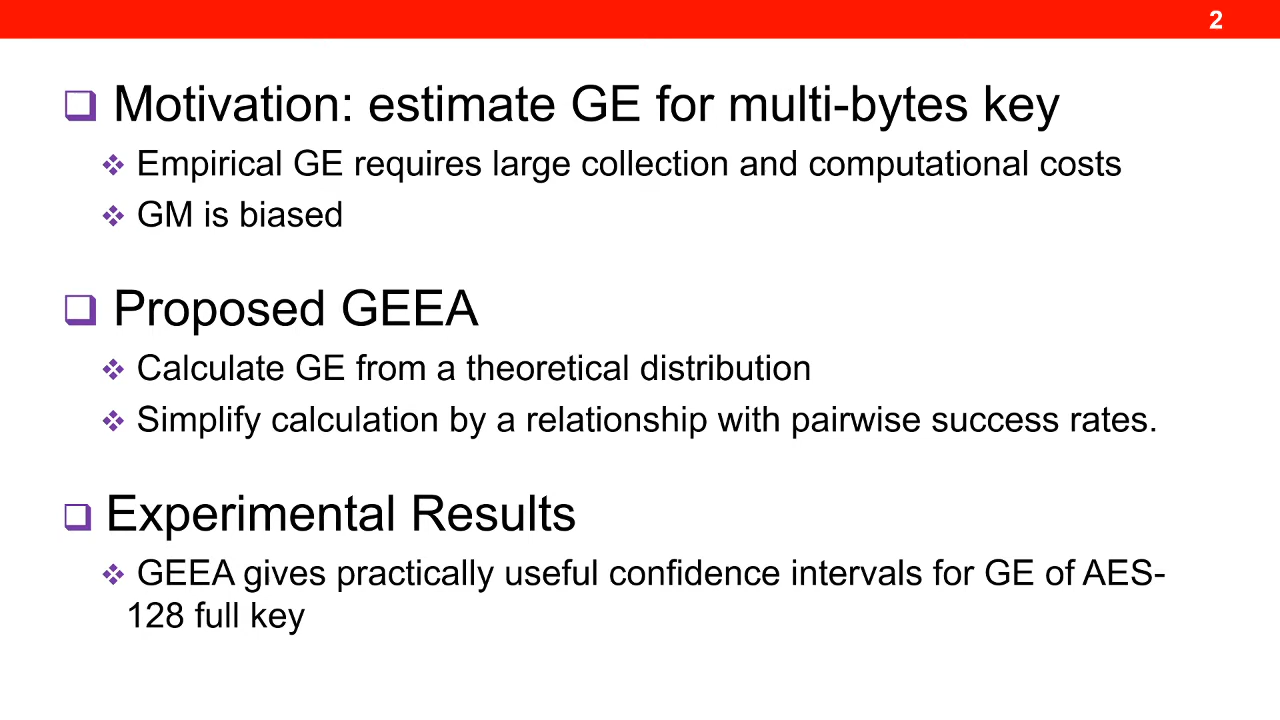 2
Motivation: estimate GE for multi-bytes key
Empirical GE requires large collection and computational costs
GM is biased
Proposed GEEA
Calculate GE from a theoretical distribution
Simplify calculation by a relationship with pairwise success rates.
Experimental Results
GEEA gives practically useful confidence intervals for GE of AES-
128 full key